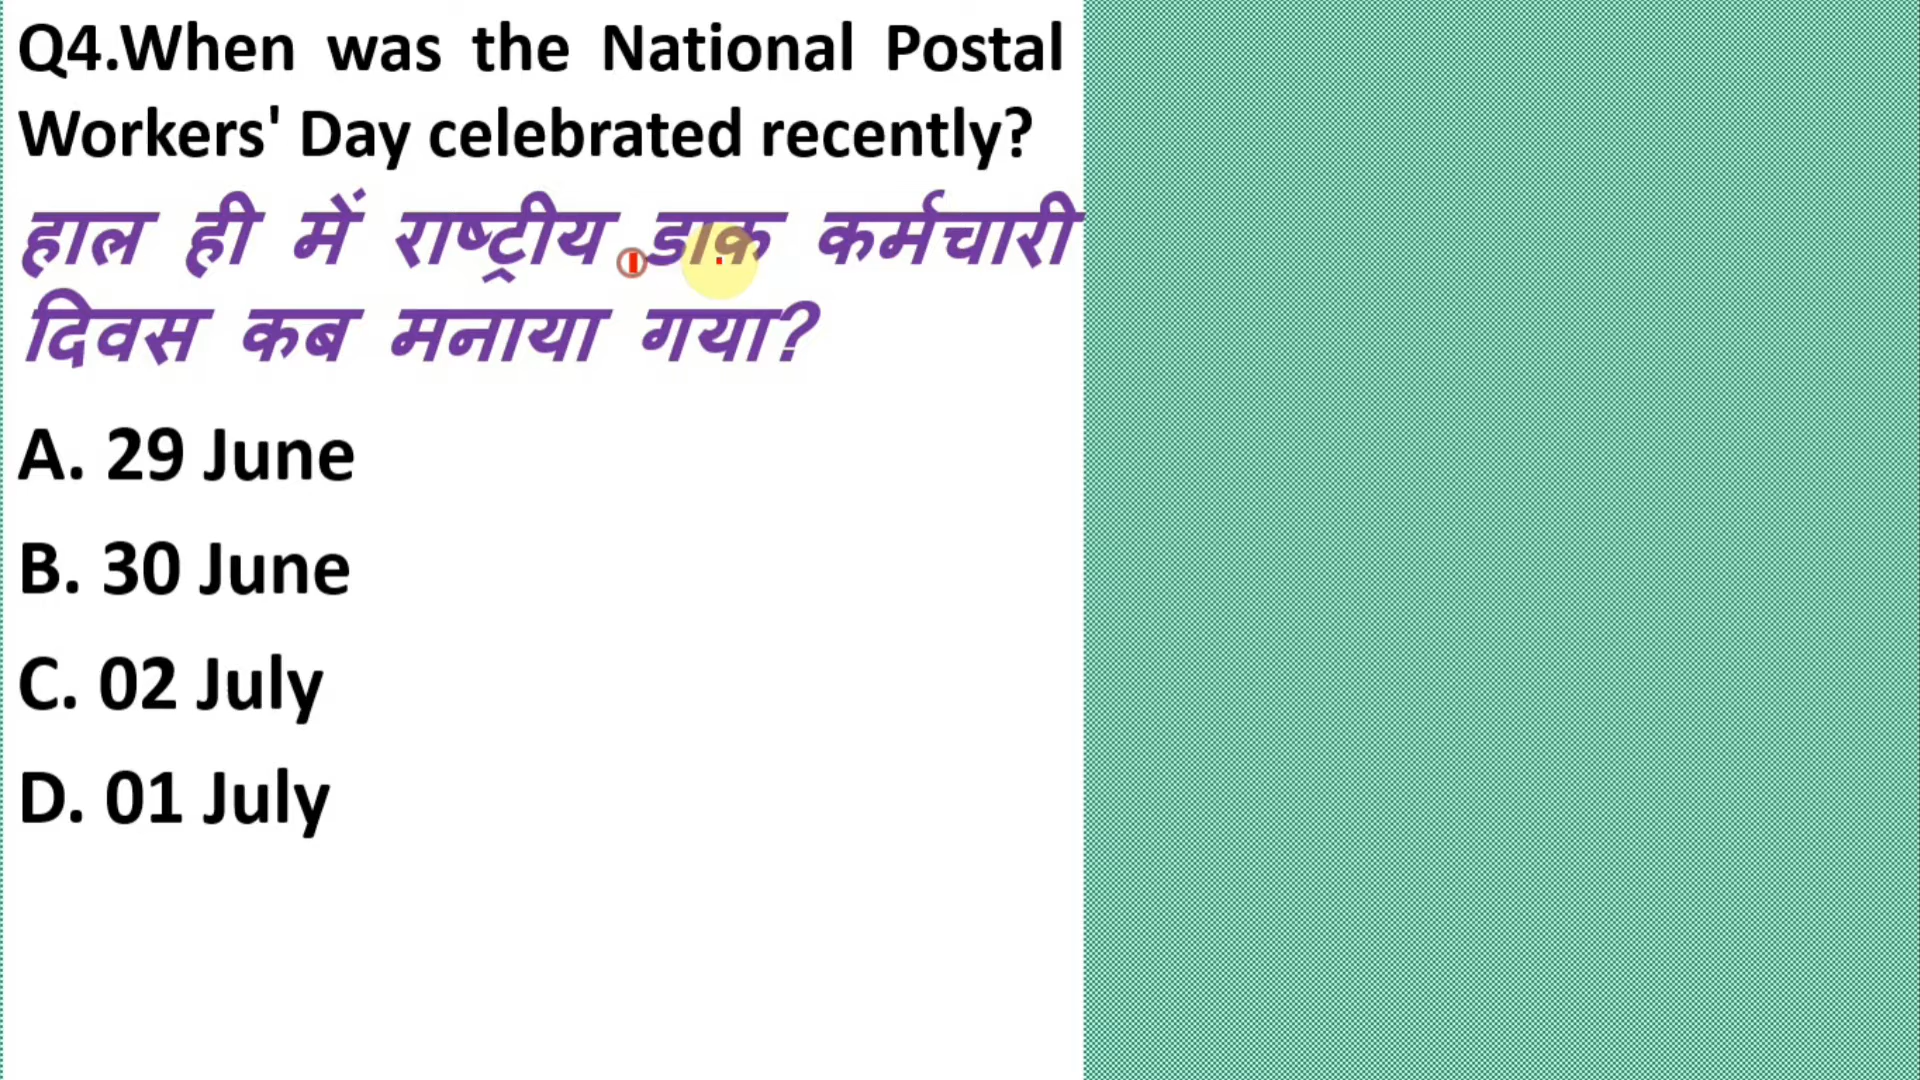 Q4.When was the National Postal
Workers' Day celebrated recently?
हाल ही में राष्ट्रीय डाक कर्मचारी
दिवस कब मनाया गया?
A. 29 June
B. 30 June
C. 02 July
D. 01 July